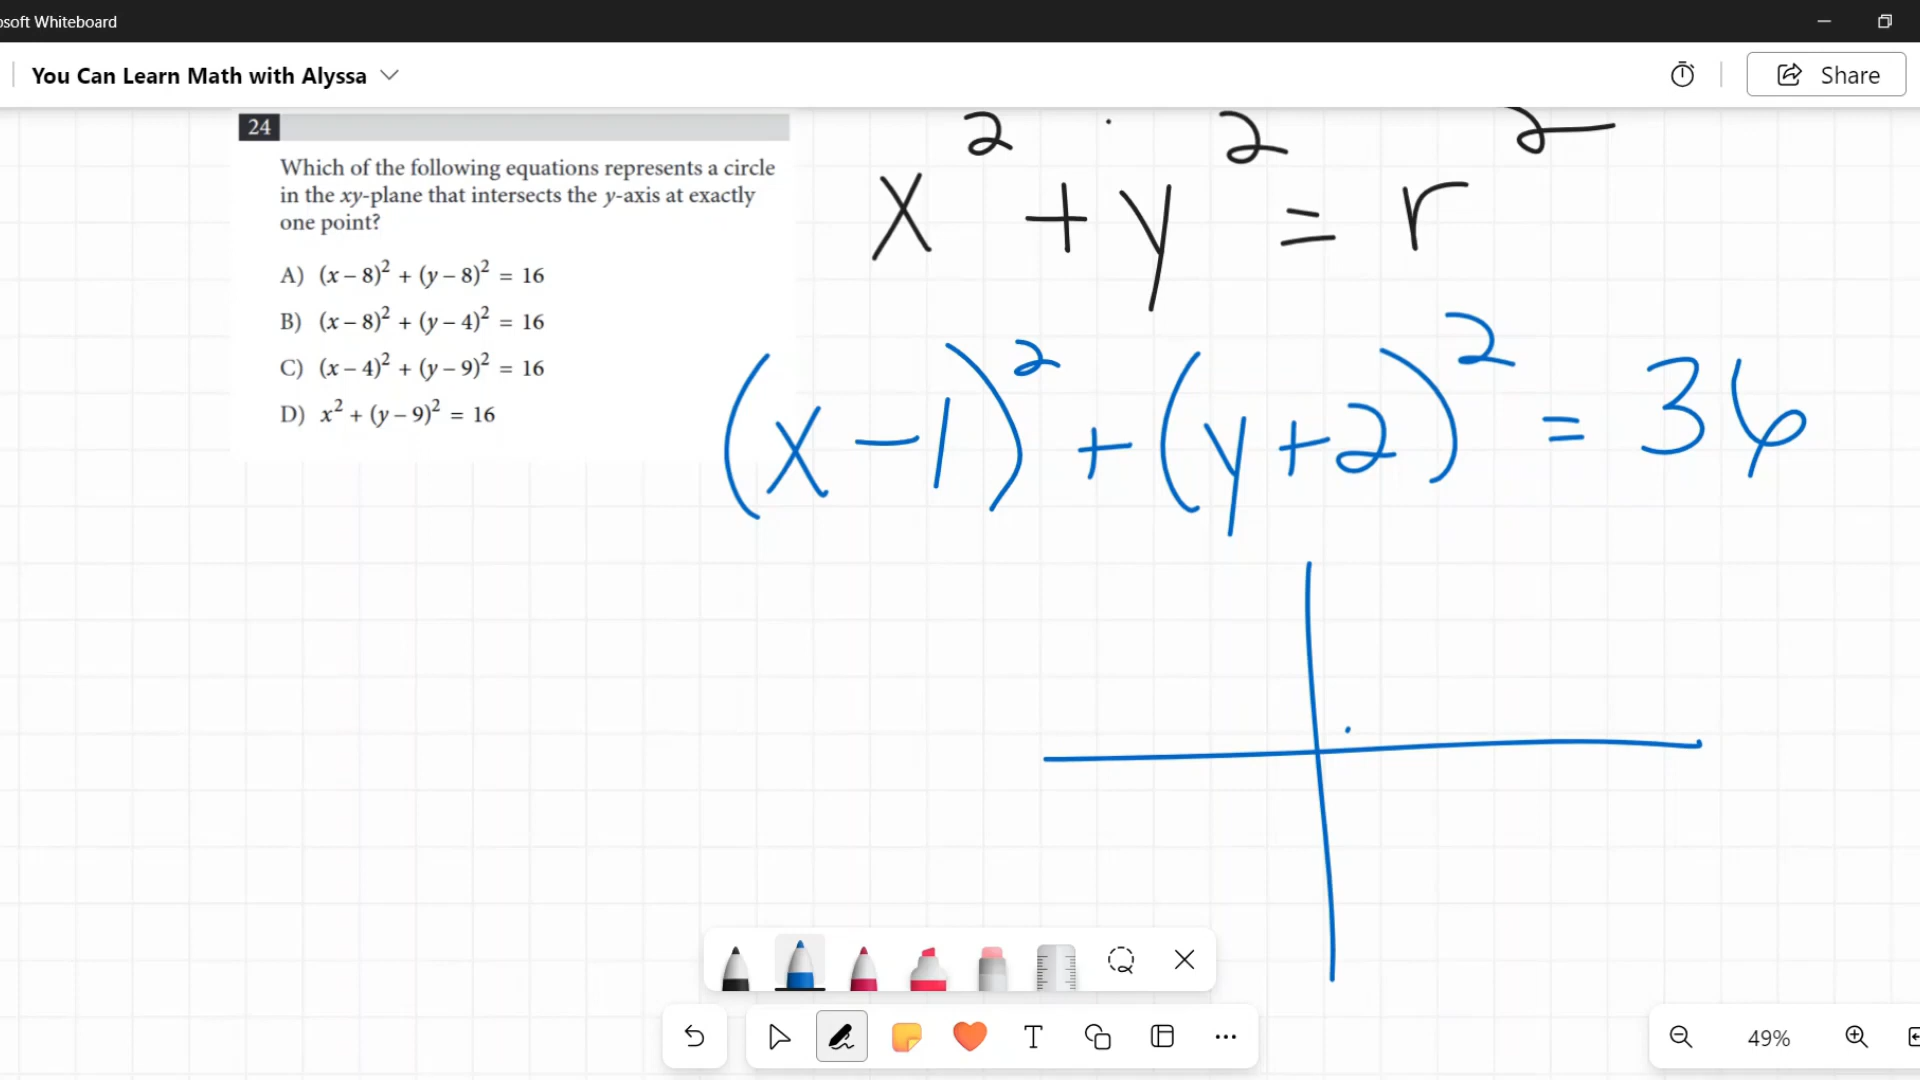 osoft Whiteboard
You Can Learn Math with Alyssa
Share
24
Which of the following equations represents a circle
in the xy-plane that intersects the y-axis at exactly
one point?
A) (x – 8)² + (y – 8)² = 16
B) (x – 8)² + (y – 4)² = 16
C) (x – 4)² + (y – 9)² = 16
D) x² + (y – 9)² = 16
x² + y² = r²
(x – 1)² + (y + 2)² = 36
T
49%